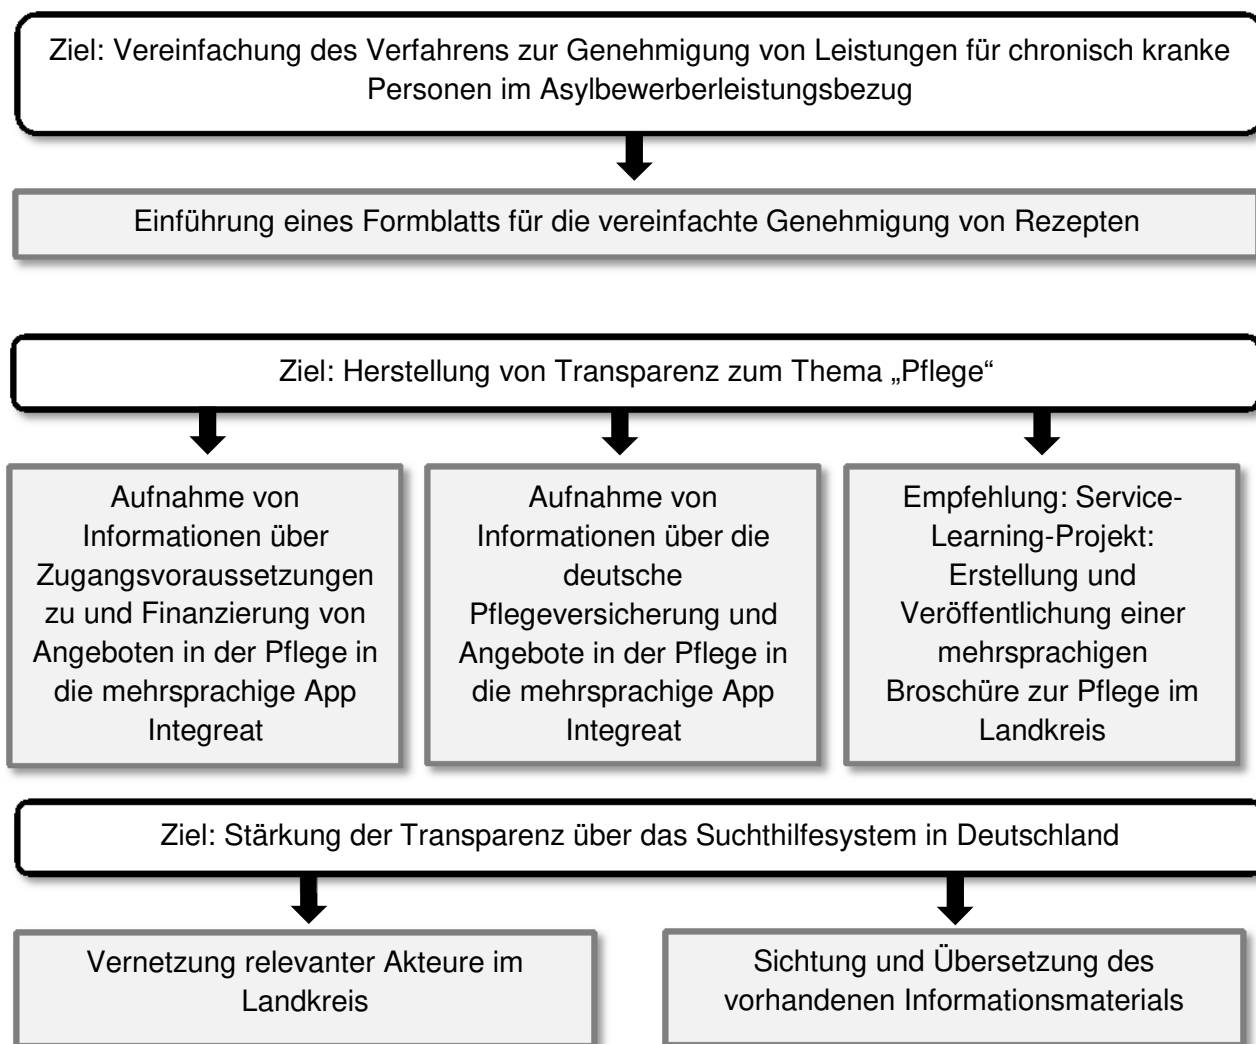 Ziel: Vereinfachung des Verfahrens zur Genehmigung von Leistungen für chronisch kranke
Personen im Asylbewerberleistungsbezug
Einführung eines Formblatts für die vereinfachte Genehmigung von Rezepten
Ziel: Herstellung von Transparenz zum Thema „Pflege“
Aufnahme von
Informationen über
Zugangsvoraussetzungen
zu und Finanzierung von
Angeboten in der Pflege in
die mehrsprachige App
Integreat
Aufnahme von
Informationen über die
deutsche
Pflegeversicherung und
Angebote in der Pflege in
die mehrsprachige App
Integreat
Empfehlung: Service-
Learning-Projekt:
Erstellung und
Veröffentlichung einer
mehrsprachigen
Broschüre zur Pflege im
Landkreis
Ziel: Stärkung der Transparenz über das Suchthilfesystem in Deutschland
Vernetzung relevanter Akteure im
Landkreis
Sichtung und Übersetzung des
vorhandenen Informationsmaterials